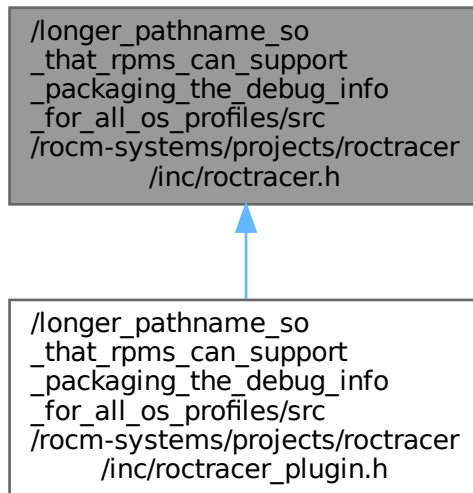 /longer_pathname_so
_that_rpms_can_support
_packaging_the_debug_info
_for_all_os_profiles/src
/rocm-systems/projects/roctracer
/inc/roctracer.h
/longer_pathname_so
_that_rpms_can_support
_packaging_the_debug_info
_for_all_os_profiles/src
/rocm-systems/projects/roctracer
/inc/roctracer_plugin.h